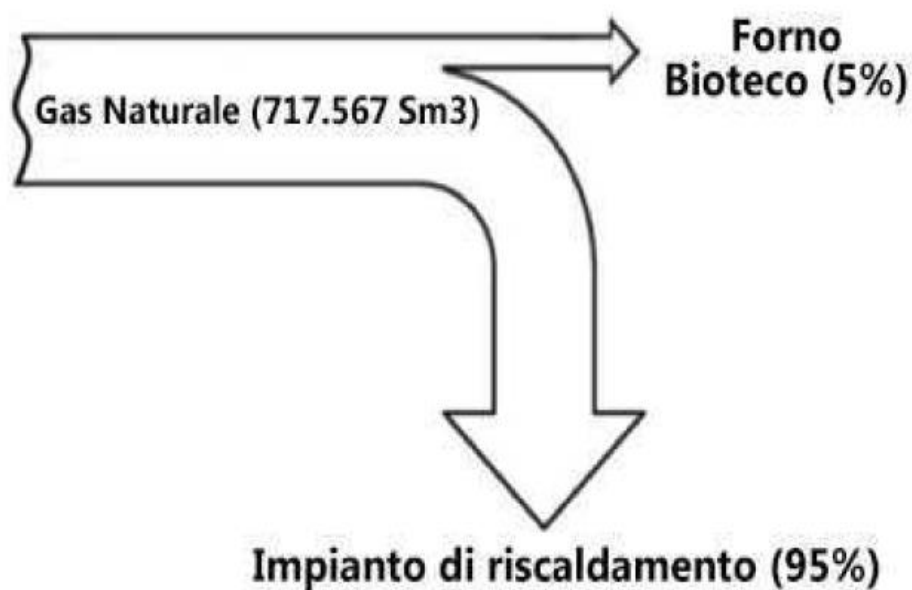 Forno
Bioteco (5%)
Gas Naturale (717.567 Sm3)
Impianto di riscaldamento (95%)